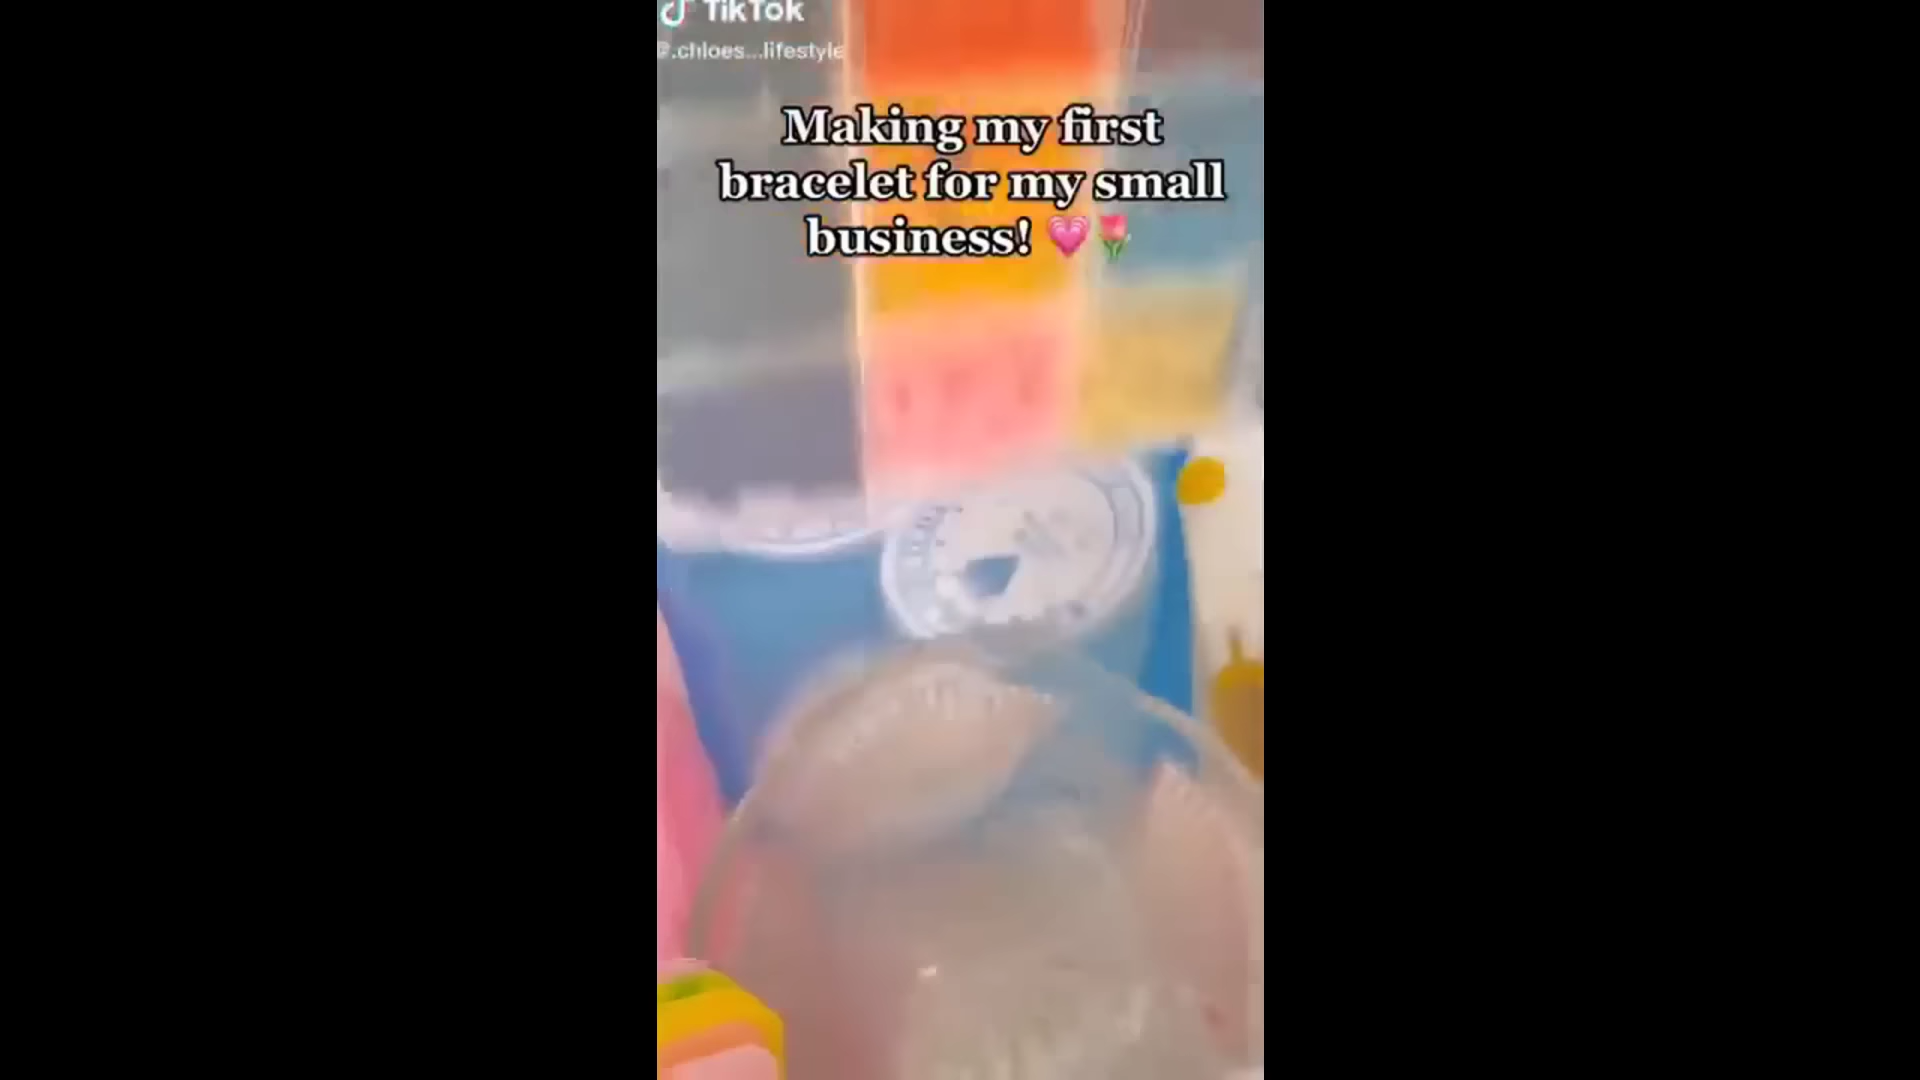 TikTok
@.chloes...lifestyle
Making my first
bracelet for my small
business! 💗🌷